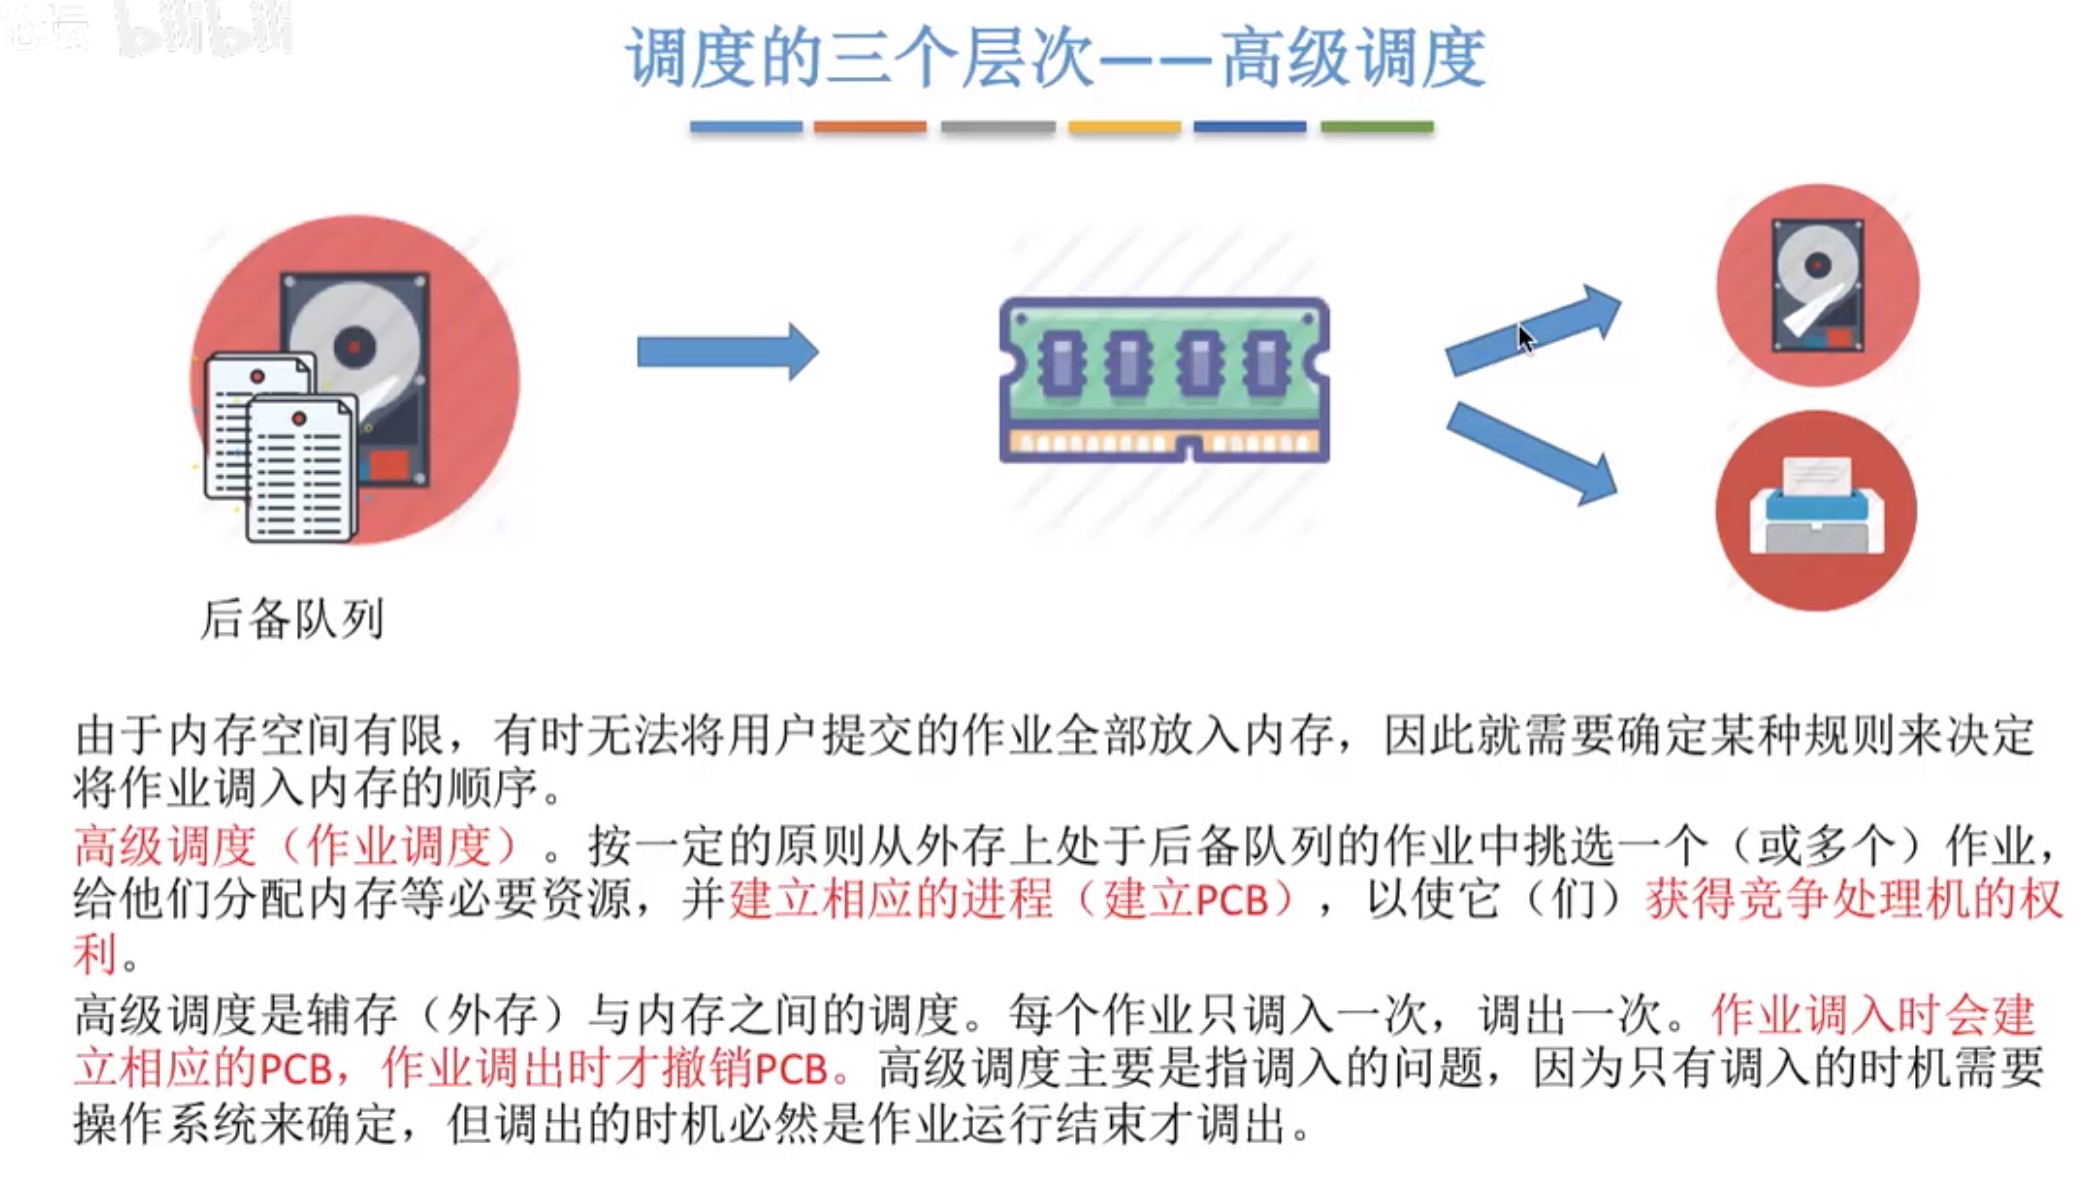 论坛 bilibili
调度的三个层次——高级调度
后备队列
由于内存空间有限，有时无法将用户提交的作业全部放入内存，因此就需要确定某种规则来决定
将作业调入内存的顺序。
高级调度（作业调度）。按一定的原则从外存上处于后备队列的作业中挑选一个（或多个）作业，
给他们分配内存等必要资源，并建立相应的进程（建立PCB），以使它（们）获得竞争处理机的权
利。
高级调度是辅存（外存）与内存之间的调度。每个作业只调入一次，调出一次。作业调入时会建
立相应的PCB，作业调出时才撤销PCB。高级调度主要是指调入的问题，因为只有调入的时机需要
操作系统来确定，但调出的时机必然是作业运行结束才调出。